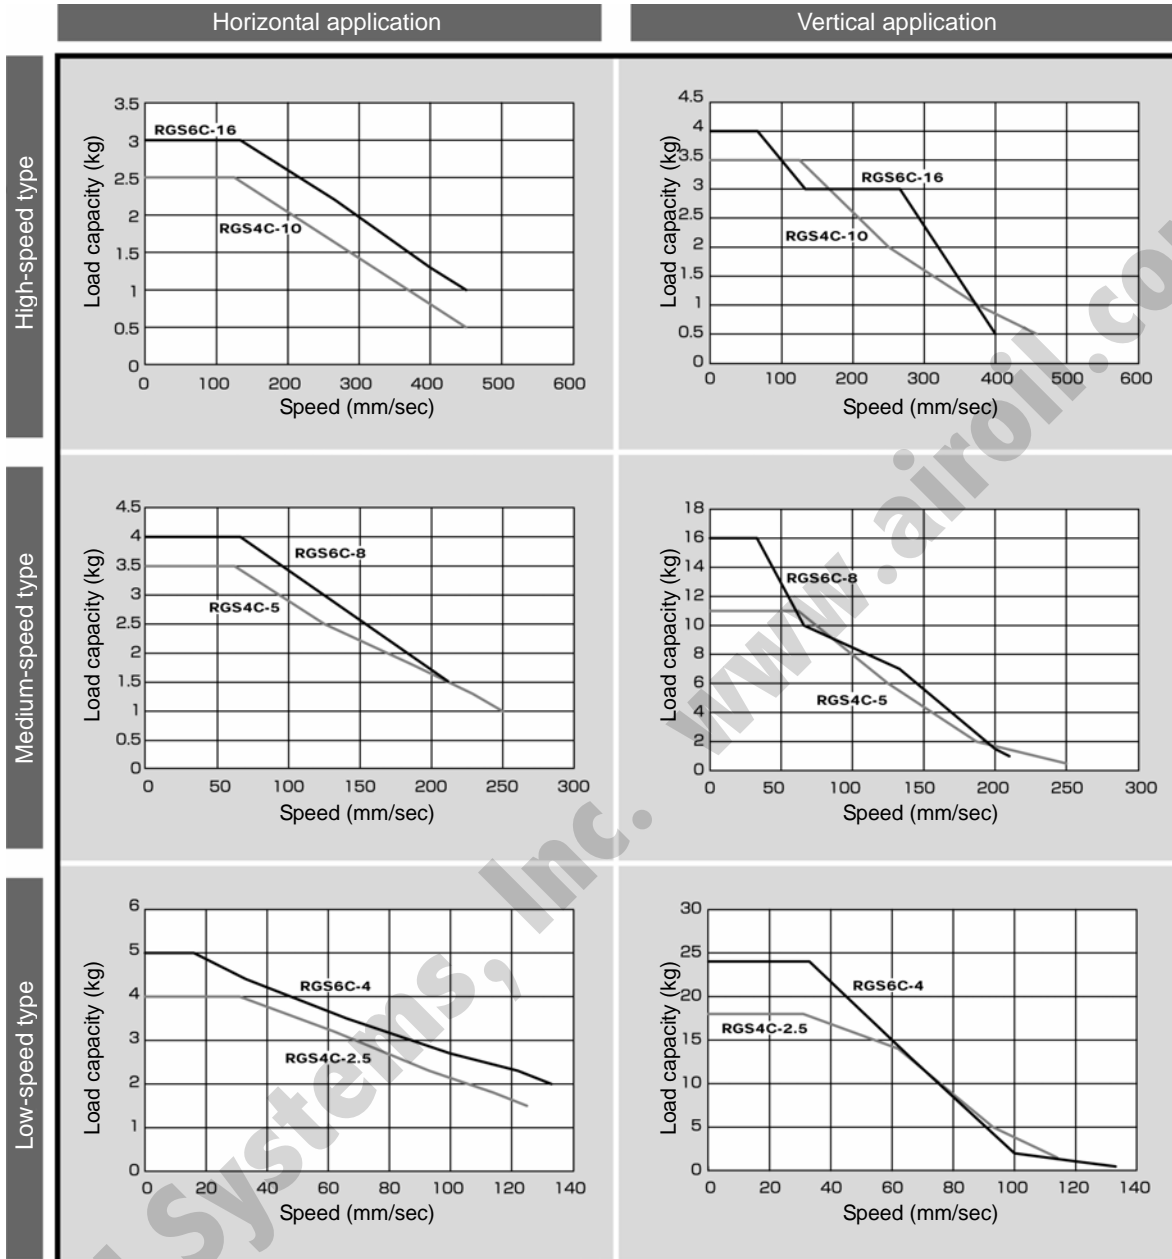 Horizontal application
Vertical application
High-speed type
Load capacity (kg)
3.5
3
2.5
2
1.5
1
0.5
0
RGS6C-16
RGS4C-10
0 100 200 300 400 500 600
Speed (mm/sec)
Load capacity (kg)
4.5
4
3.5
3
2.5
2
1.5
1
0.5
0
RGS6C-16
RGS4C-10
0 100 200 300 400 500 600
Speed (mm/sec)
Medium-speed type
Load capacity (kg)
4.5
4
3.5
3
2.5
2
1.5
1
0.5
0
RGS6C-8
RGS4C-5
0 50 100 150 200 250 300
Speed (mm/sec)
Load capacity (kg)
18
16
14
12
10
8
6
4
2
0
RGS6C-8
RGS4C-5
0 50 100 150 200 250 300
Speed (mm/sec)
Low-speed type
Load capacity (kg)
6
5
4
3
2
1
0
RGS6C-4
RGS4C-2.5
0 20 40 60 80 100 120 140
Speed (mm/sec)
Load capacity (kg)
30
25
20
15
10
5
0
RGS6C-4
RGS4C-2.5
0 20 40 60 80 100 120 140
Speed (mm/sec)
Systems, Inc. www.airoil.com